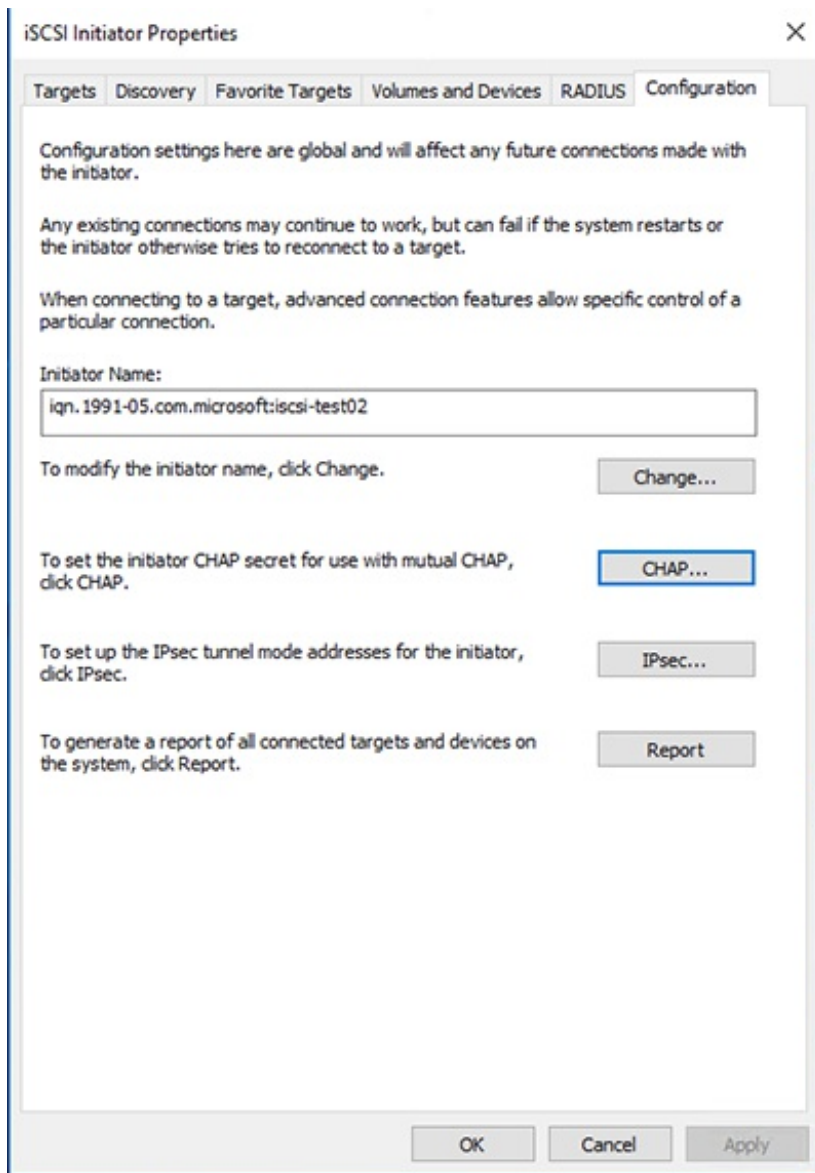 iSCSI Initiator Properties
Targets Discovery Favorite Targets Volumes and Devices RADIUS Configuration
Configuration settings here are global and will affect any future connections made with
the initiator.
Any existing connections may continue to work, but can fail if the system restarts or
the initiator otherwise tries to reconnect to a target.
When connecting to a target, advanced connection features allow specific control of a
particular connection.
Initiator Name:
iqn.1991-05.com.microsoft:iscsi-test02
To modify the initiator name, click Change.
Change...
To set the initiator CHAP secret for use with mutual CHAP,
click CHAP.
CHAP...
To set up the IPsec tunnel mode addresses for the initiator,
click IPsec.
IPsec...
To generate a report of all connected targets and devices on
the system, click Report.
Report
OK Cancel Apply